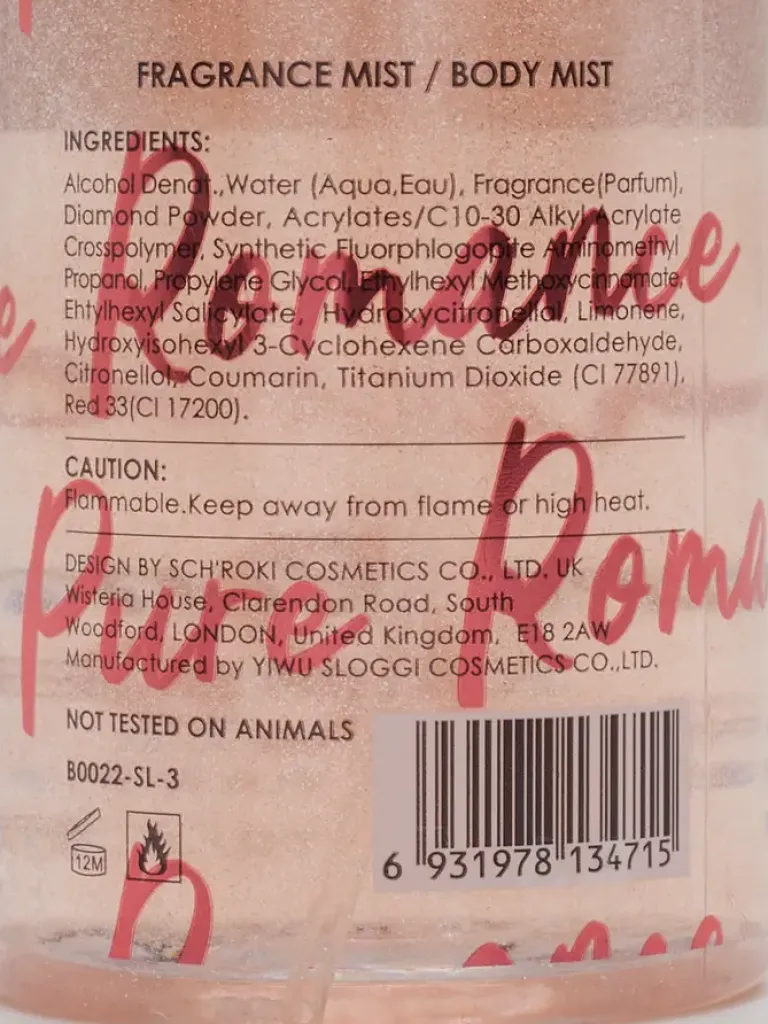 FRAGRANCE MIST / BODY MIST
INGREDIENTS:
Alcohol Denat.,Water (Aqua,Eau), Fragrance(Parfum),
Diamond Powder, Acrylates/C10-30 Alkyl Acrylate
Crosspolymer, Synthetic Fluorphlogopite Aminomethyl
Propanol, Propylene Glycol, Ethylhexyl Methoxycinnamate,
Ehtylhexyl Salicylate, Hydroxycitronellal, Limonene,
Hydroxyisohexyl 3-Cyclohexene Carboxaldehyde,
Citronellol, Coumarin, Titanium Dioxide (CI 77891),
Red 33(CI 17200).
Romance
CAUTION:
Flammable.Keep away from flame or high heat.
DESIGN BY SCH'ROKI COSMETICS CO., LTD. UK
Wisteria House, Clarendon Road, South
Woodford, LONDON, United Kingdom, E18 2AW
Manufactured by YIWU SLOGGI COSMETICS CO.,LTD.
Pure Roma
NOT TESTED ON ANIMALS
B0022-SL-3
12M
6 931978 134715